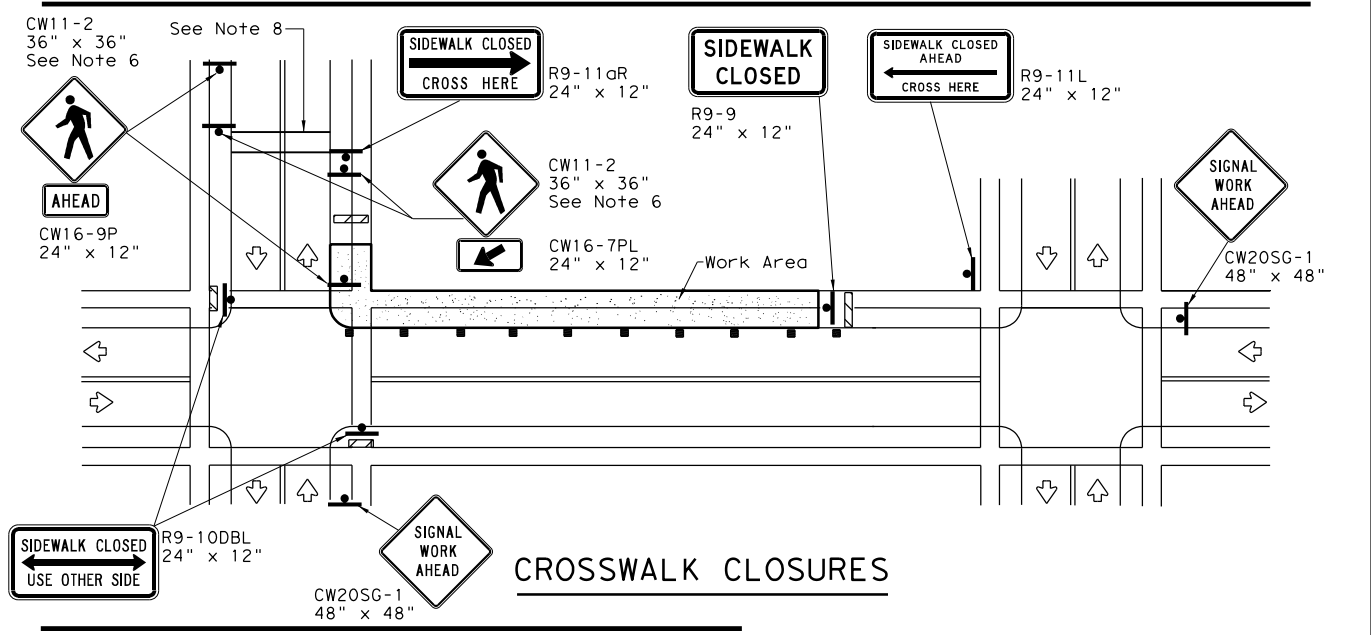 CW11-2
36" x 36"
See Note 6
See Note 8
SIDEWALK CLOSED
CROSS HERE
R9-11aR
24" x 12"
SIDEWALK
CLOSED
R9-9
24" x 12"
SIDEWALK CLOSED
AHEAD
CROSS HERE
R9-11L
24" x 12"
AHEAD
CW16-9P
24" x 12"
CW11-2
36" x 36"
See Note 6
CW16-7PL
24" x 12"
Work Area
SIGNAL
WORK
AHEAD
CW20SG-1
48" x 48"
SIDEWALK CLOSED
USE OTHER SIDE
R9-10DBL
24" x 12"
SIGNAL
WORK
AHEAD
CW20SG-1
48" x 48"
CROSSWALK CLOSURES